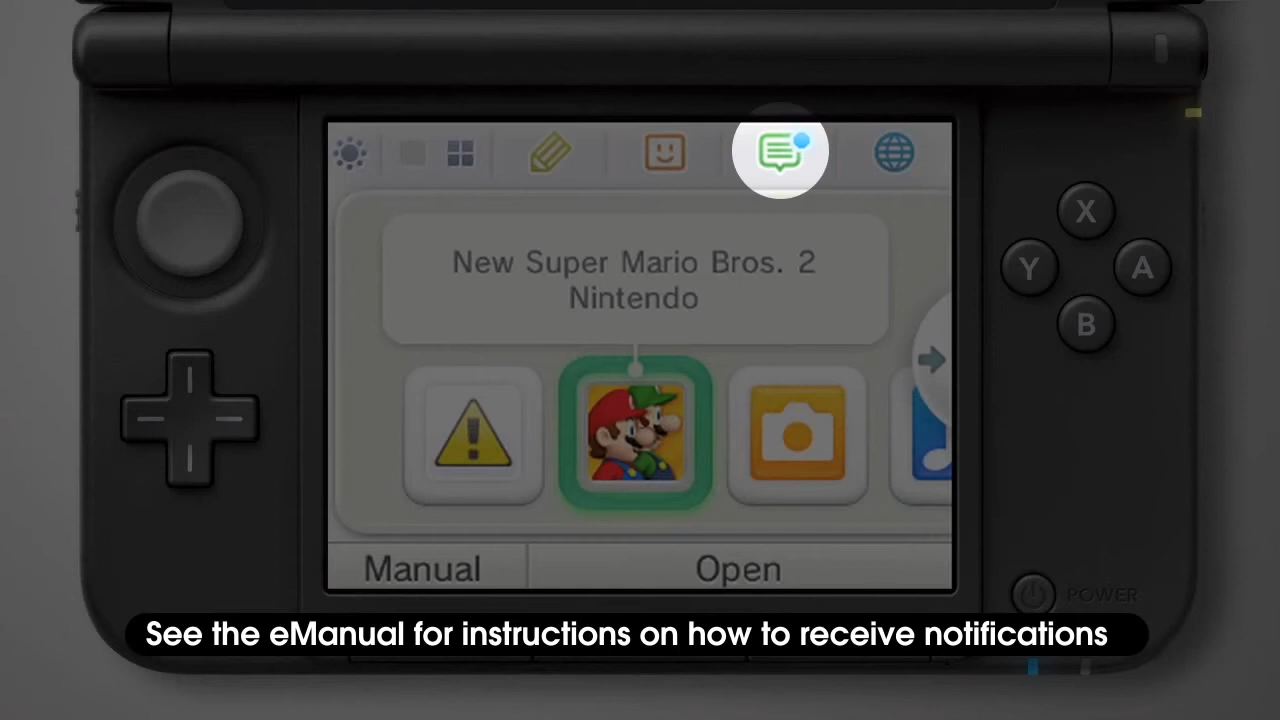 New Super Mario Bros. 2
Nintendo
Manual
Open
X
Y
A
B
POWER
See the eManual for instructions on how to receive notifications